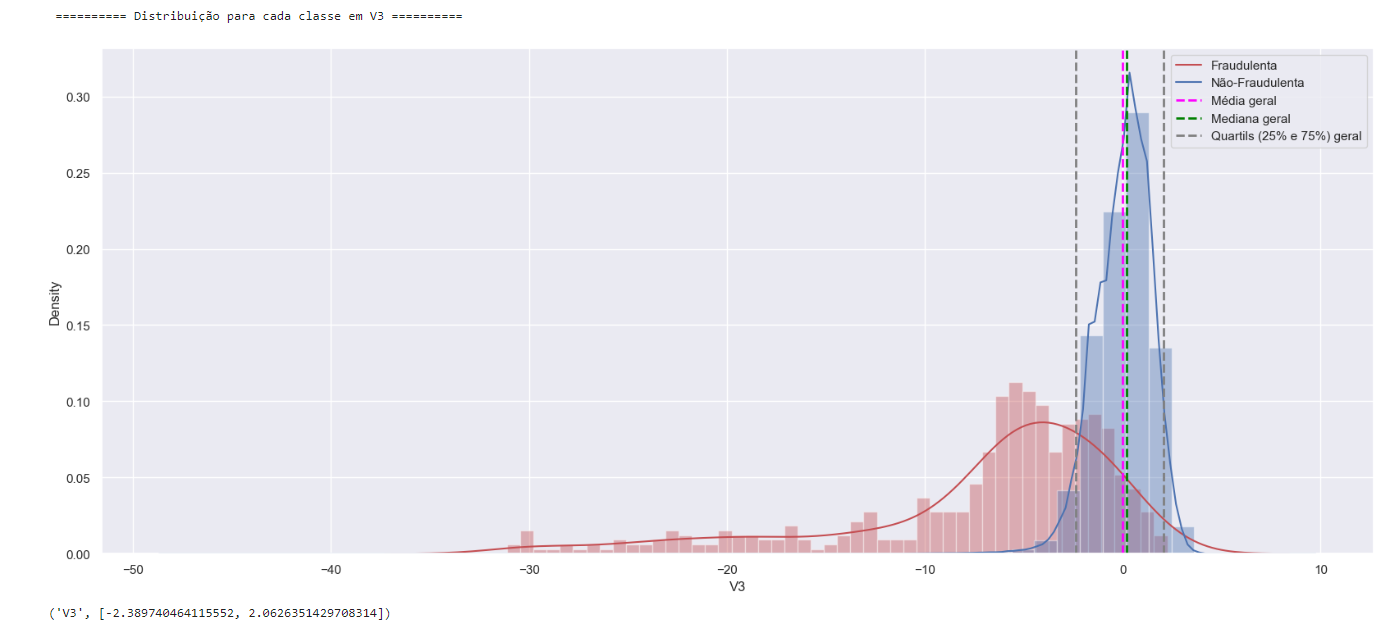 ========== Distribuição para cada classe em V3 ==========
Fraudulenta
Não-Fraudulenta
Média geral
Mediana geral
Quartils (25% e 75%) geral
Density
0.30
0.25
0.20
0.15
0.10
0.05
0.00
−50
−40
−30
−20
−10
0
10
V3
('V3', [-2.389740464115552, 2.0626351429708314])